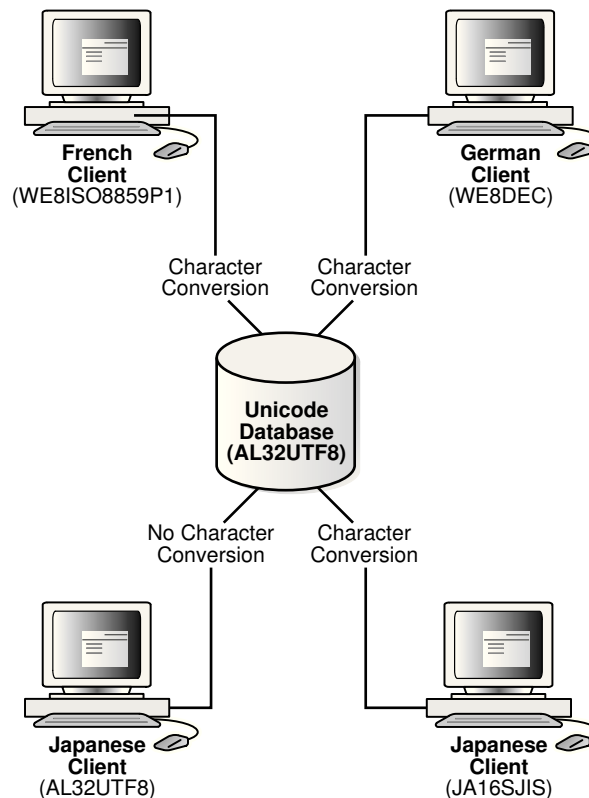 French
Client
(WE8ISO8859P1)
German
Client
(WE8DEC)
Character
Conversion
Character
Conversion
Unicode
Database
(AL32UTF8)
No Character
Conversion
Character
Conversion
Japanese
Client
(AL32UTF8)
Japanese
Client
(JA16SJIS)